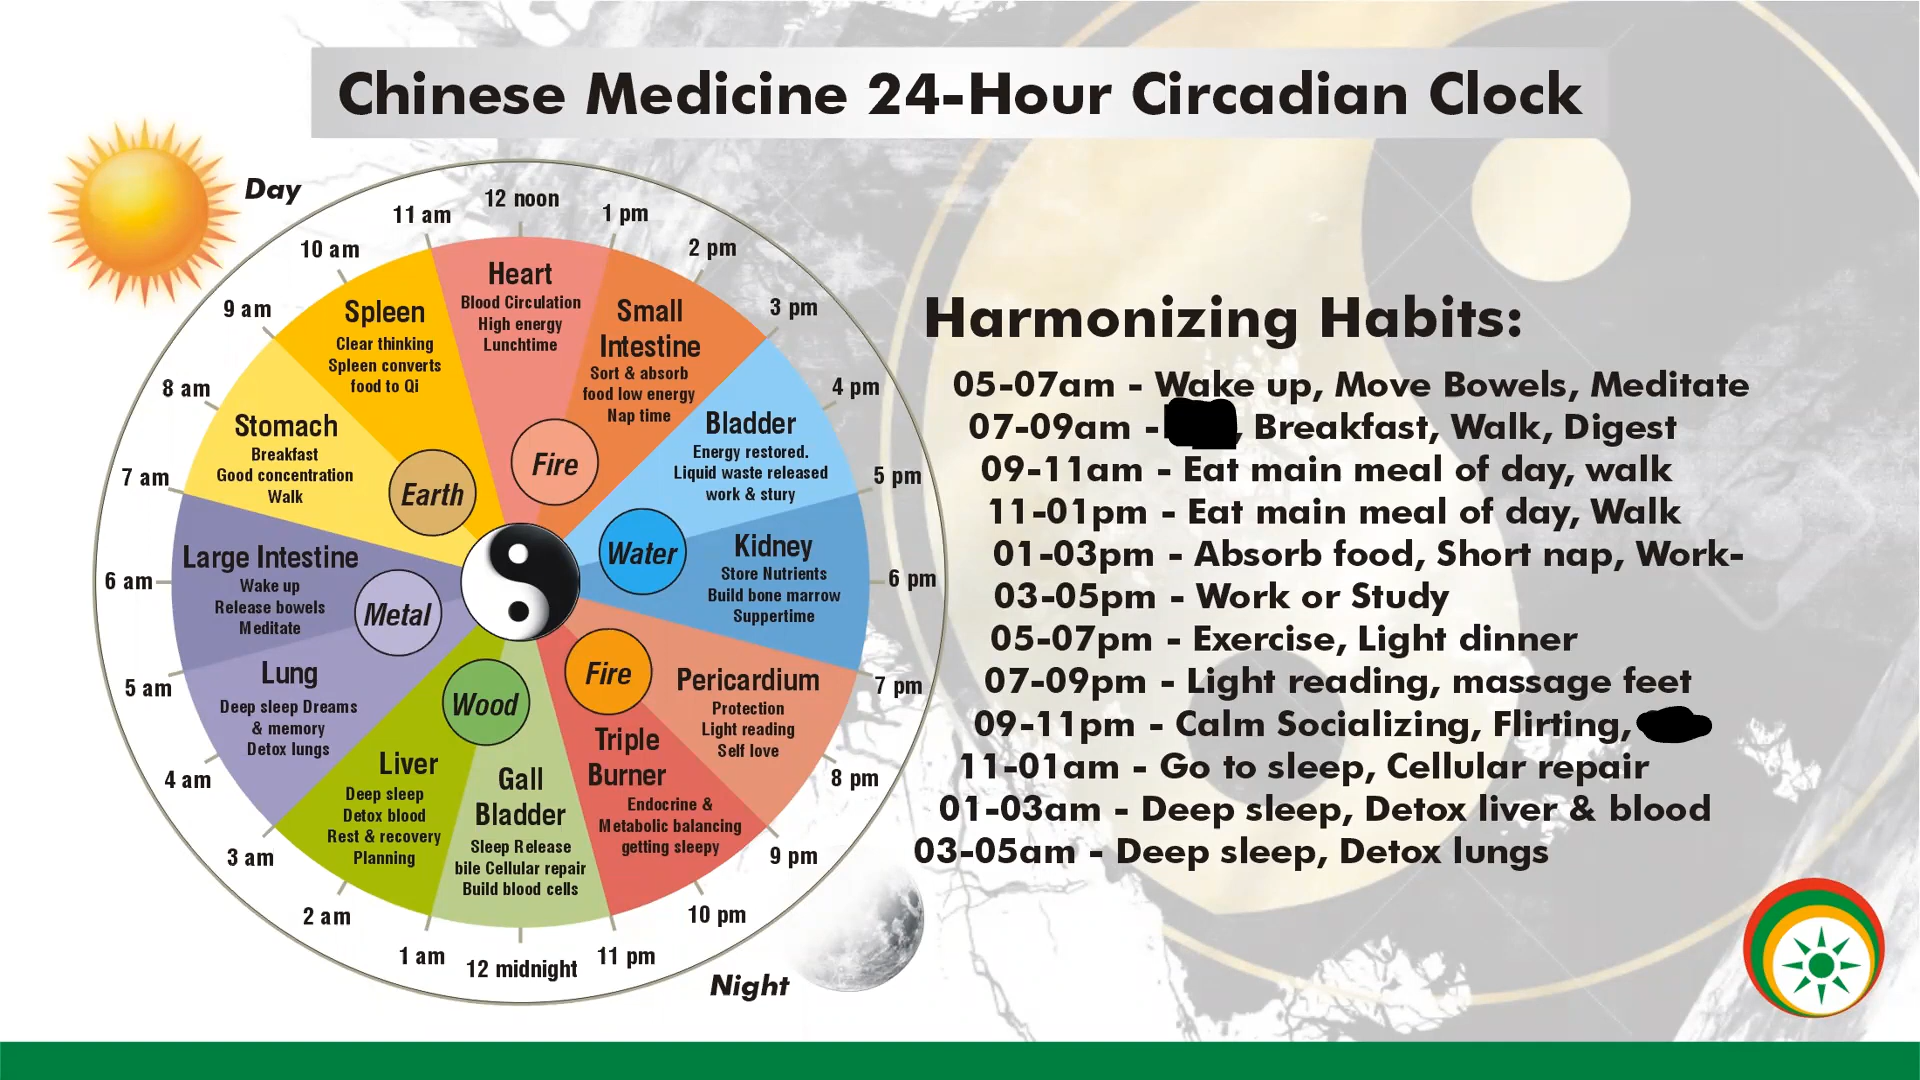 Chinese Medicine 24-Hour Circadian Clock
Day
12 noon
1 pm
2 pm
3 pm
4 pm
5 pm
6 pm
7 pm
8 pm
9 pm
10 pm
11 pm
12 midnight
1 am
2 am
3 am
4 am
5 am
6 am
7 am
8 am
9 am
10 am
11 am
Night
Heart
Blood Circulation
High energy
Lunchtime
Small
Intestine
Sort & absorb
food low energy
Nap time
Fire
Bladder
Energy restored.
Liquid waste released
work & stury
Water
Kidney
Store Nutrients
Build bone marrow
Suppertime
Pericardium
Protection
Light reading
Self love
Fire
Triple
Burner
Endocrine &
Metabolic balancing
getting sleepy
Gall
Bladder
Sleep Release
bile Cellular repair
Build blood cells
Wood
Liver
Deep sleep
Detox blood
Rest & recovery
Planning
Lung
Deep sleep Dreams
& memory
Detox lungs
Metal
Large Intestine
Wake up
Release bowels
Meditate
Stomach
Breakfast
Good concentration
Walk
Earth
Spleen
Clear thinking
Spleen converts
food to Qi
Harmonizing Habits:
05-07am - Wake up, Move Bowels, Meditate
07-09am - , Breakfast, Walk, Digest
09-11am - Eat main meal of day, walk
11-01pm - Eat main meal of day, Walk
01-03pm - Absorb food, Short nap, Work-
03-05pm - Work or Study
05-07pm - Exercise, Light dinner
07-09pm - Light reading, massage feet
09-11pm - Calm Socializing, Flirting,
11-01am - Go to sleep, Cellular repair
01-03am - Deep sleep, Detox liver & blood
03-05am - Deep sleep, Detox lungs